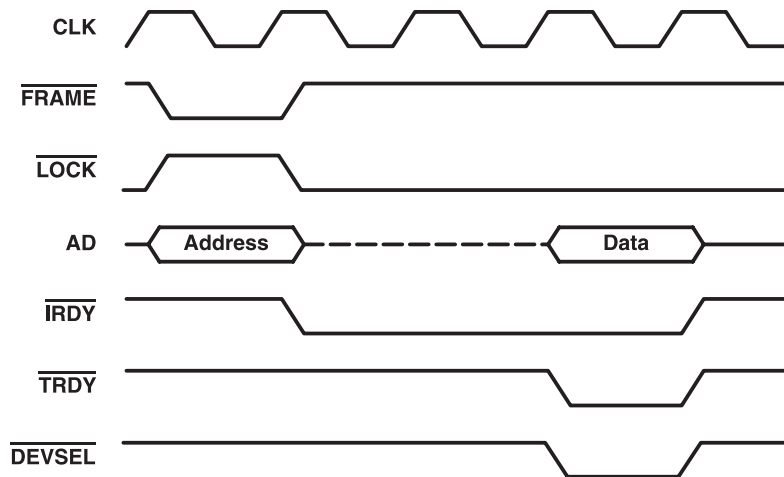 CLK
FRAME
LOCK
AD Address Data
IRDY
TRDY
DEVSEL